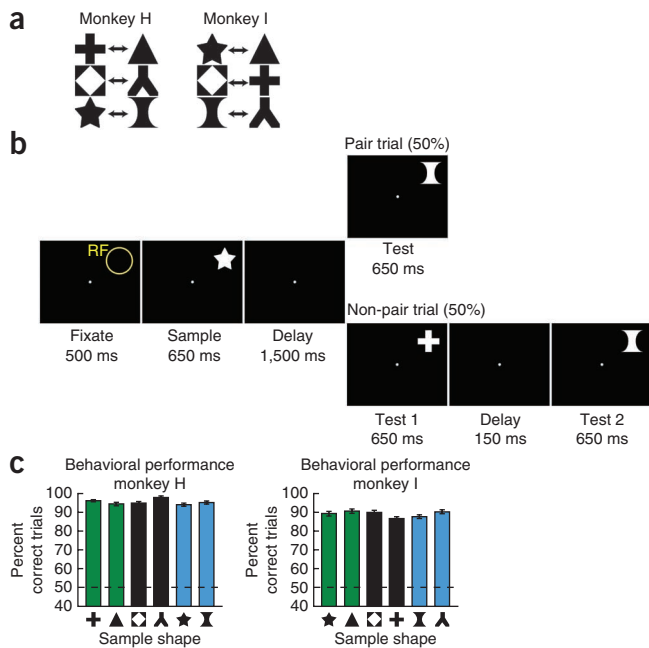 a
Monkey H
Monkey I
b
Pair trial (50%)
RF
Test
650 ms
Fixate
500 ms
Sample
650 ms
Delay
1,500 ms
Non-pair trial (50%)
Test 1
650 ms
Delay
150 ms
Test 2
650 ms
c
Behavioral performance
monkey H
Percent
correct trials
100
90
80
70
60
50
40
Sample shape
Behavioral performance
monkey I
Percent
correct trials
100
90
80
70
60
50
40
Sample shape